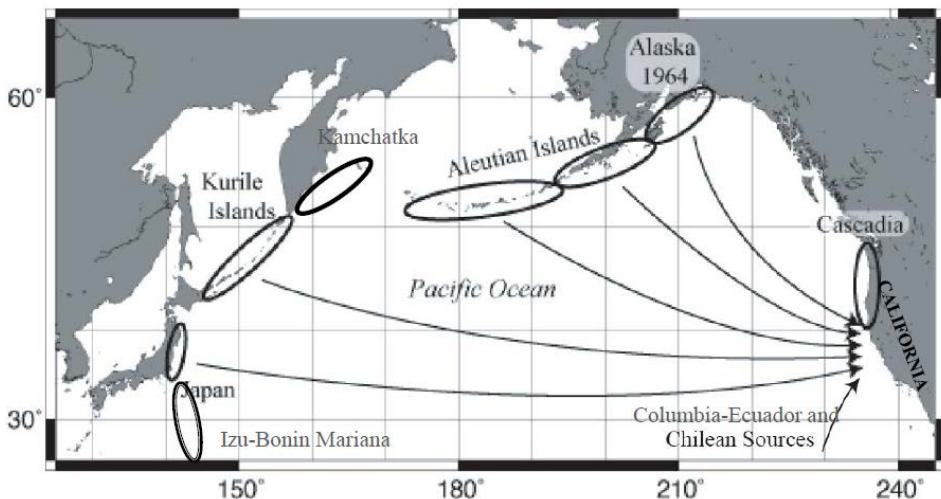 Alaska
1964
60°
Kamchatka
Aleutian Islands
Kurile
Islands
Cascadia
Pacific Ocean
CALIFORNIA
Japan
Columbia-Ecuador and
30°
Izu-Bonin Mariana
Chilean Sources
150°
180°
210°
240°